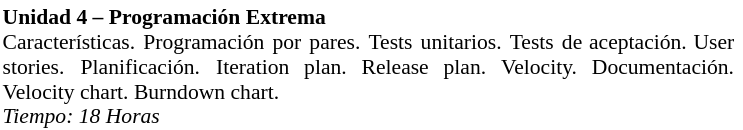 Unidad 4 – Programación Extrema
Características. Programación por pares. Tests unitarios. Tests de aceptación. User
stories. Planificación. Iteration plan. Release plan. Velocity. Documentación.
Velocity chart. Burndown chart.
Tiempo: 18 Horas